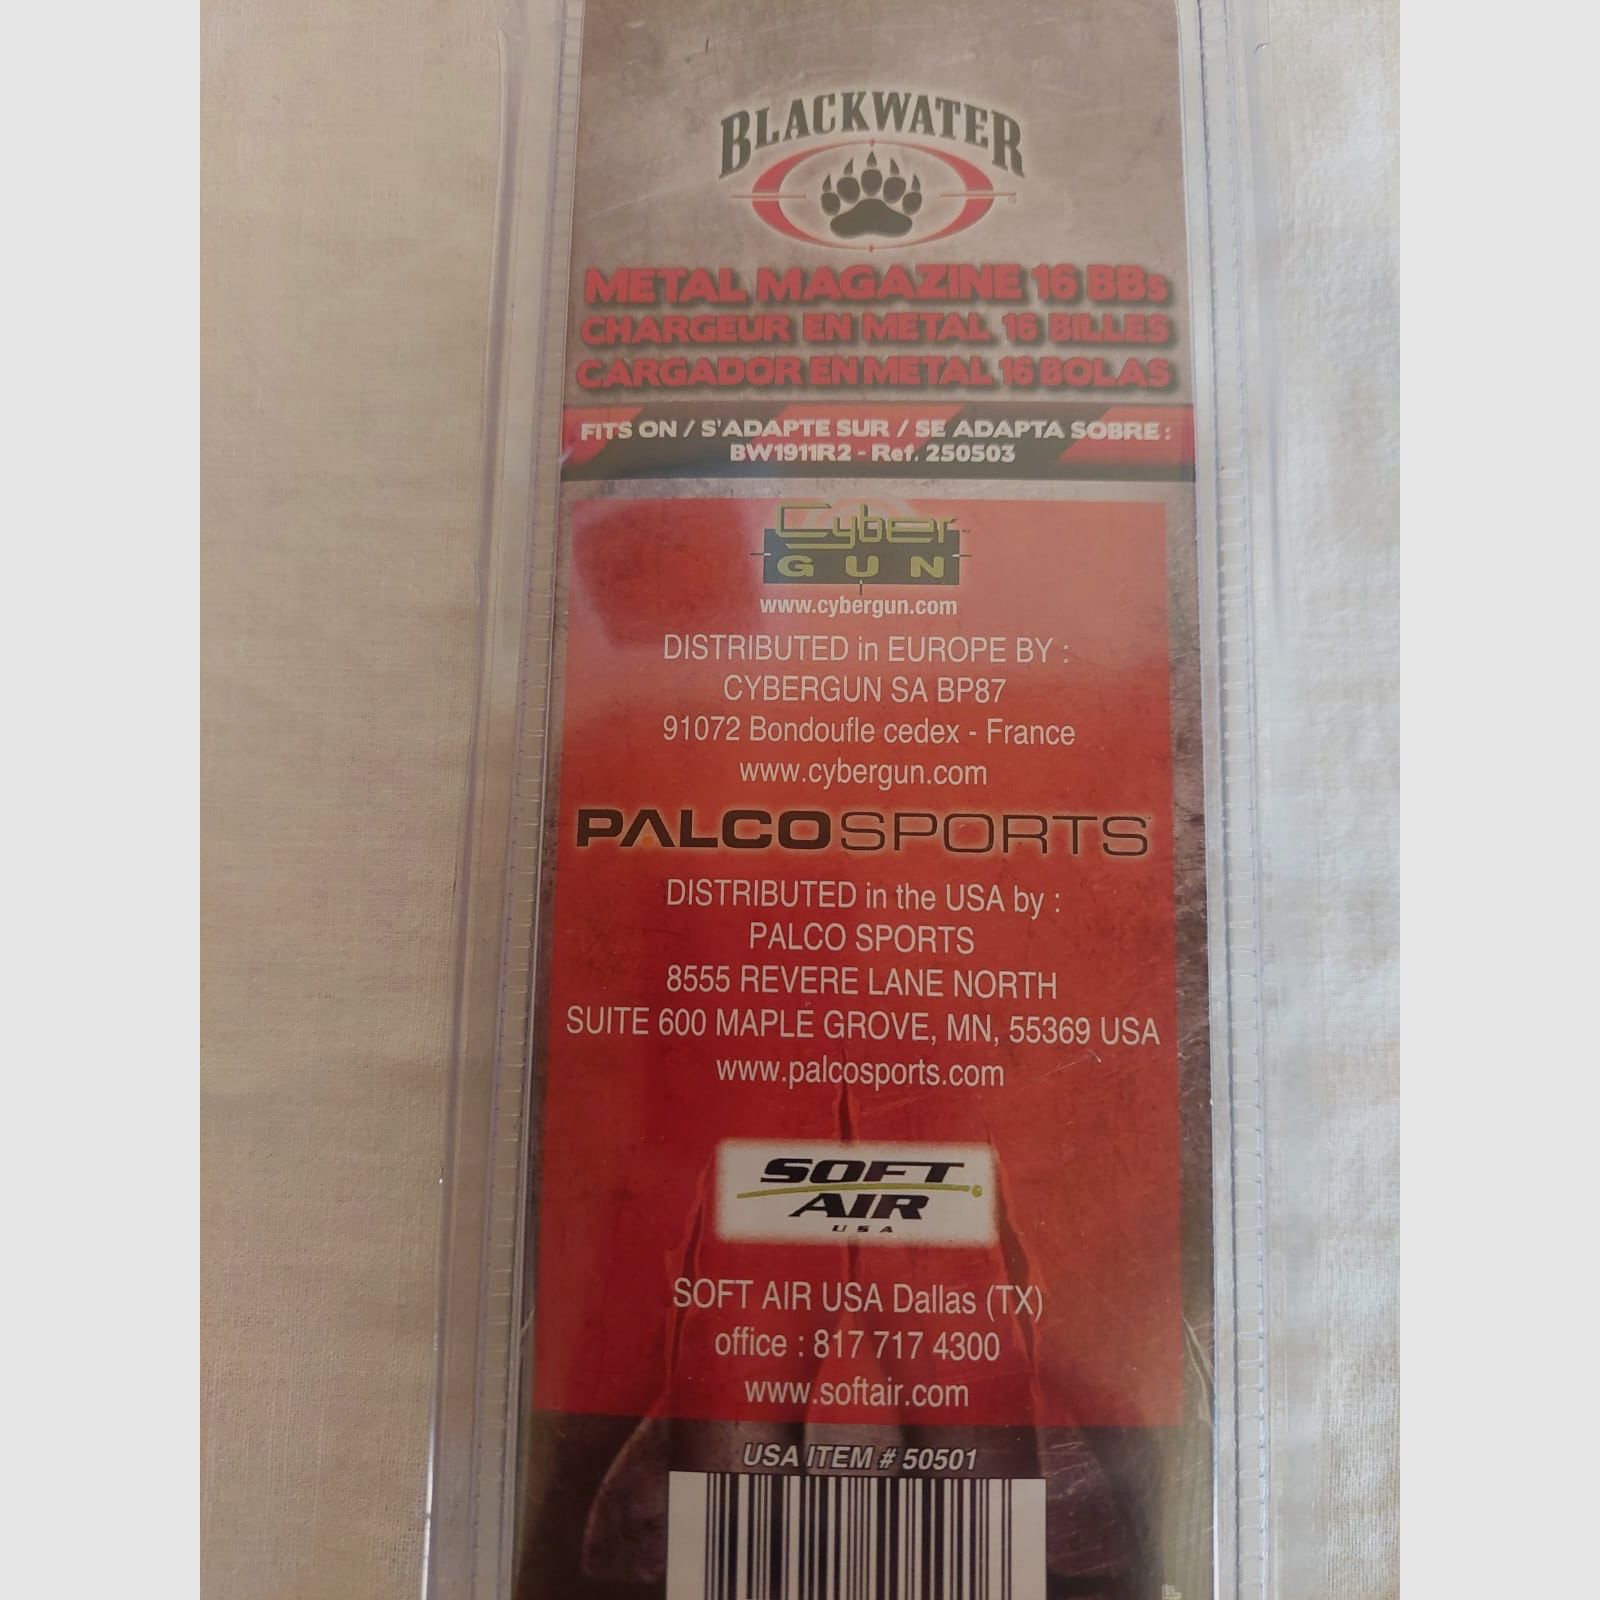 BLACKWATER
METAL MAGAZINE 16 BBs
CHARGEUR EN METAL 16 BILLES
CARGADOR EN METAL 16 BOLAS
FITS ON / S'ADAPTE SUR / SE ADAPTA SOBRE :
BW1911R2 - Ref. 250503
Cyber
GUN
www.cybergun.com
DISTRIBUTED in EUROPE BY :
CYBERGUN SA BP87
91072 Bondoufle cedex - France
www.cybergun.com
PALCOSPORTS
DISTRIBUTED in the USA by :
PALCO SPORTS
8555 REVERE LANE NORTH
SUITE 600 MAPLE GROVE, MN, 55369 USA
www.palcosports.com
SOFT
AIR
USA
SOFT AIR USA Dallas (TX)
office : 817 717 4300
www.softair.com
USA ITEM # 50501